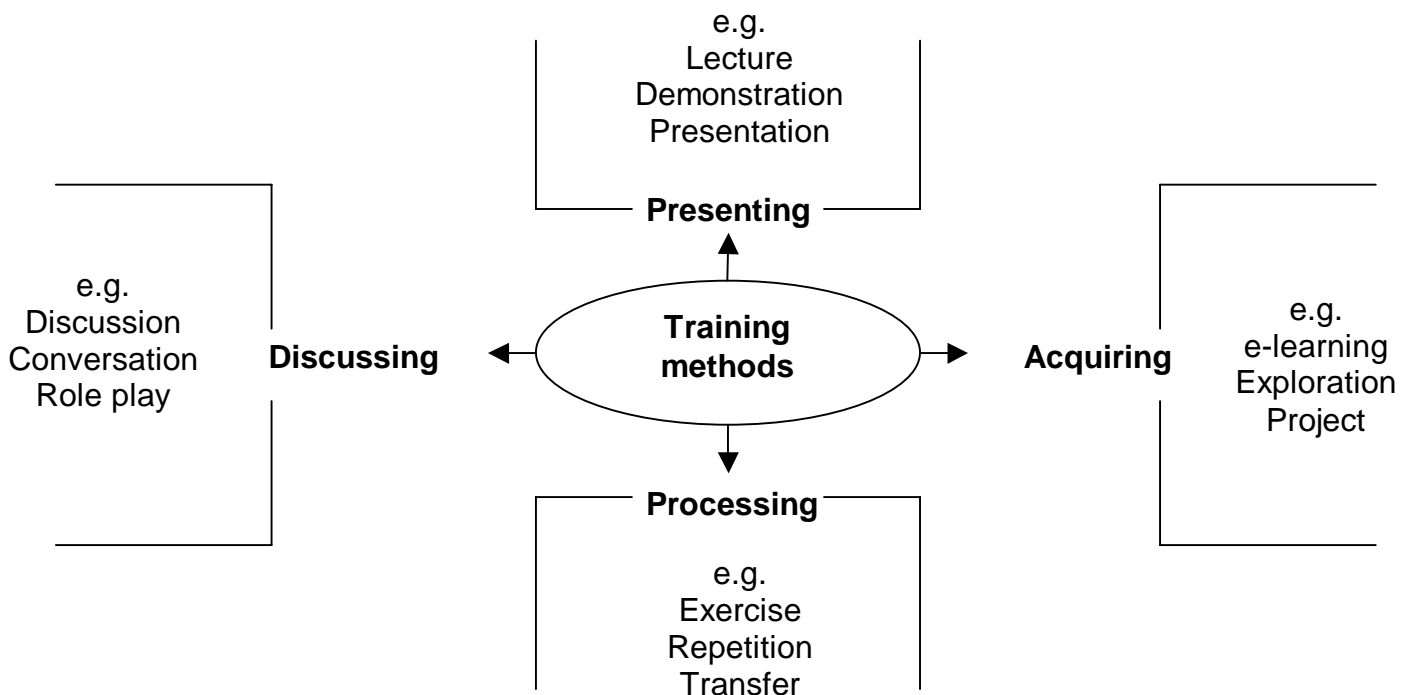 e.g.
Lecture
Demonstration
Presentation
Presenting
e.g.
Discussion
Conversation
Role play
Discussing
Training
methods
Acquiring
e.g.
e-learning
Exploration
Project
Processing
e.g.
Exercise
Repetition
Transfer